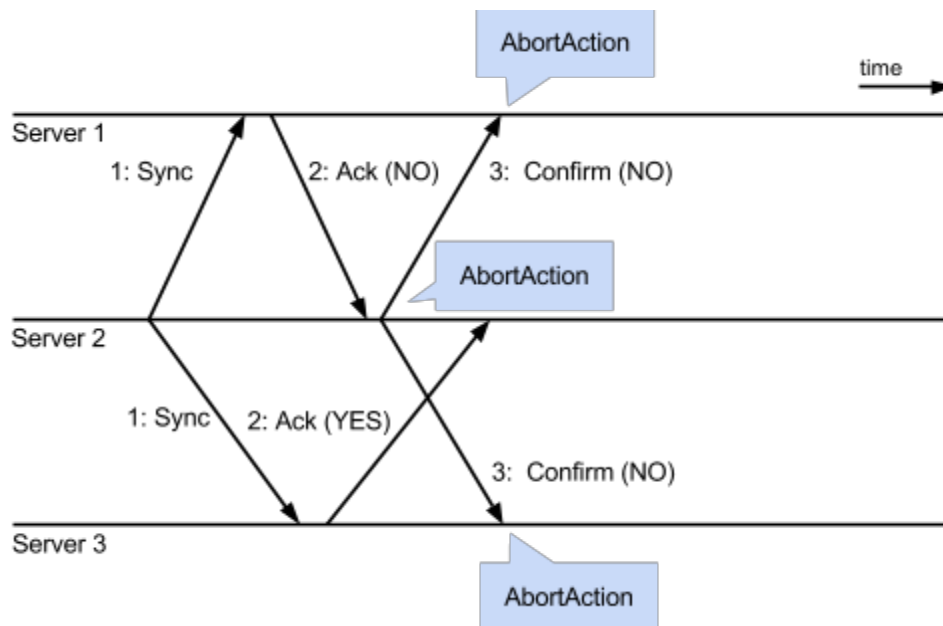 AbortAction
time
Server 1
1: Sync
2: Ack (NO)
3: Confirm (NO)
AbortAction
Server 2
1: Sync
2: Ack (YES)
3: Confirm (NO)
Server 3
AbortAction